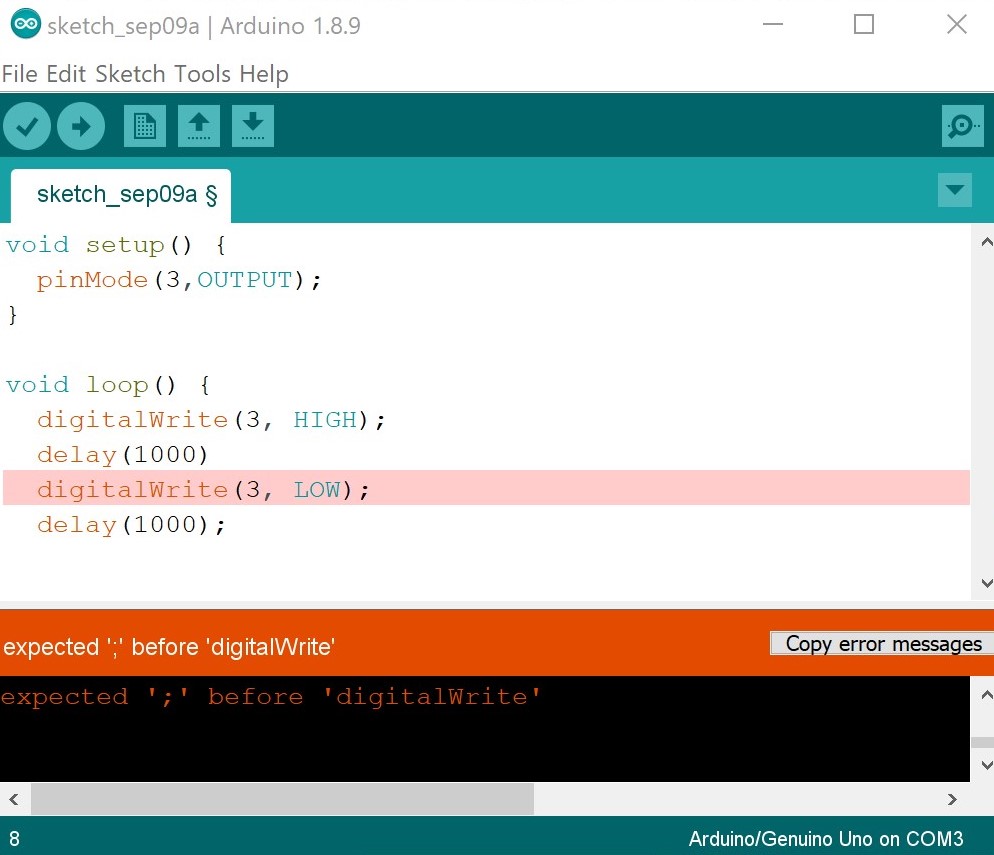 sketch_sep09a | Arduino 1.8.9
File Edit Sketch Tools Help
sketch_sep09a §
void setup() {
  pinMode(3,OUTPUT);
}
void loop() {
  digitalWrite(3, HIGH);
  delay(1000)
  digitalWrite(3, LOW);
  delay(1000);
expected ';' before 'digitalWrite'
Copy error messages
expected ';' before 'digitalWrite'
8
Arduino/Genuino Uno on COM3